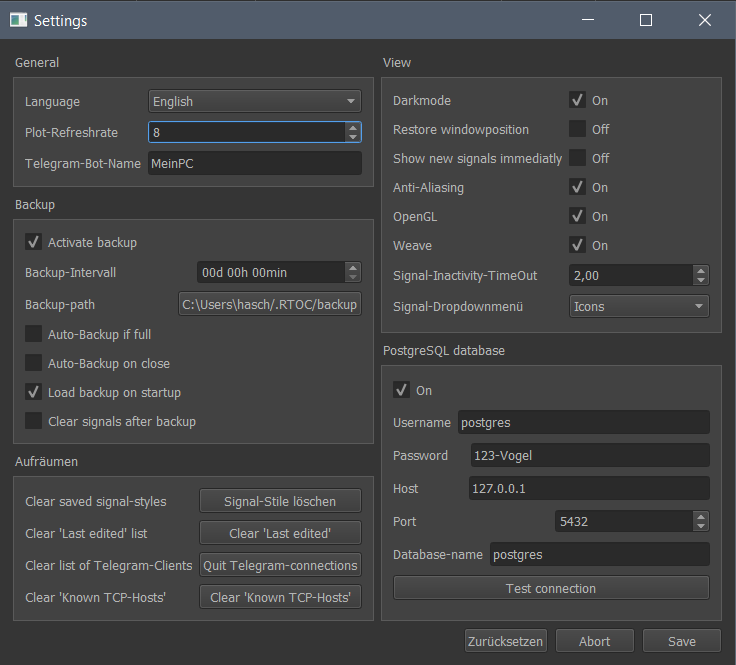 Settings
General
Language English
Plot-Refreshrate 8
Telegram-Bot-Name MeinPC
Backup
Activate backup
Backup-Intervall 00d 00h 00min
Backup-path C:\Users\hasch/.RTOC/backup
Auto-Backup if full
Auto-Backup on close
Load backup on startup
Clear signals after backup
Aufräumen
Clear saved signal-styles Signal-Stile löschen
Clear 'Last edited' list Clear 'Last edited'
Clear list of Telegram-Clients Quit Telegram-connections
Clear 'Known TCP-Hosts' Clear 'Known TCP-Hosts'
View
Darkmode On
Restore windowposition Off
Show new signals immediatly Off
Anti-Aliasing On
OpenGL On
Weave On
Signal-Inactivity-TimeOut 2,00
Signal-Dropdownmenü Icons
PostgreSQL database
On
Username postgres
Password 123-Vogel
Host 127.0.0.1
Port 5432
Database-name postgres
Test connection
Zurücksetzen Abort Save